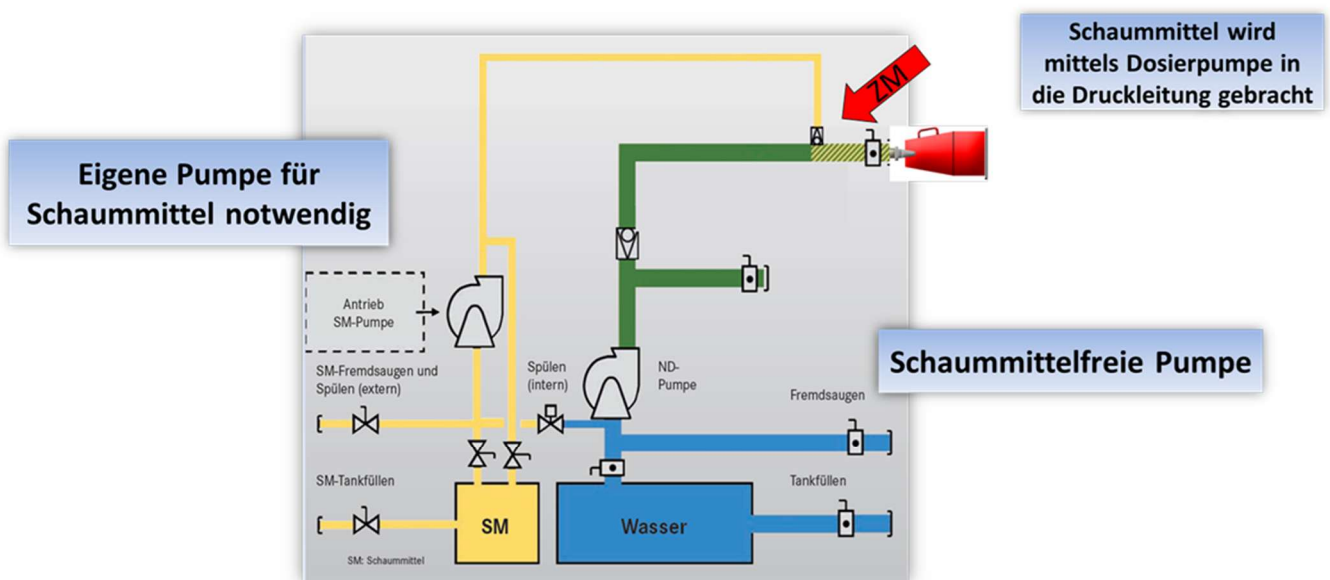 Schaummittel wird
mittels Dosierpumpe in
die Druckleitung gebracht
ZM
Eigene Pumpe für
Schaummittel notwendig
Antrieb
SM-Pumpe
Schaummittelfreie Pumpe
SM-Fremdsaugen und
Spülen (extern)
Spülen
(intern)
ND-
Pumpe
Fremdsaugen
SM-Tankfüllen
Tankfüllen
SM
Wasser
SM: Schaummittel